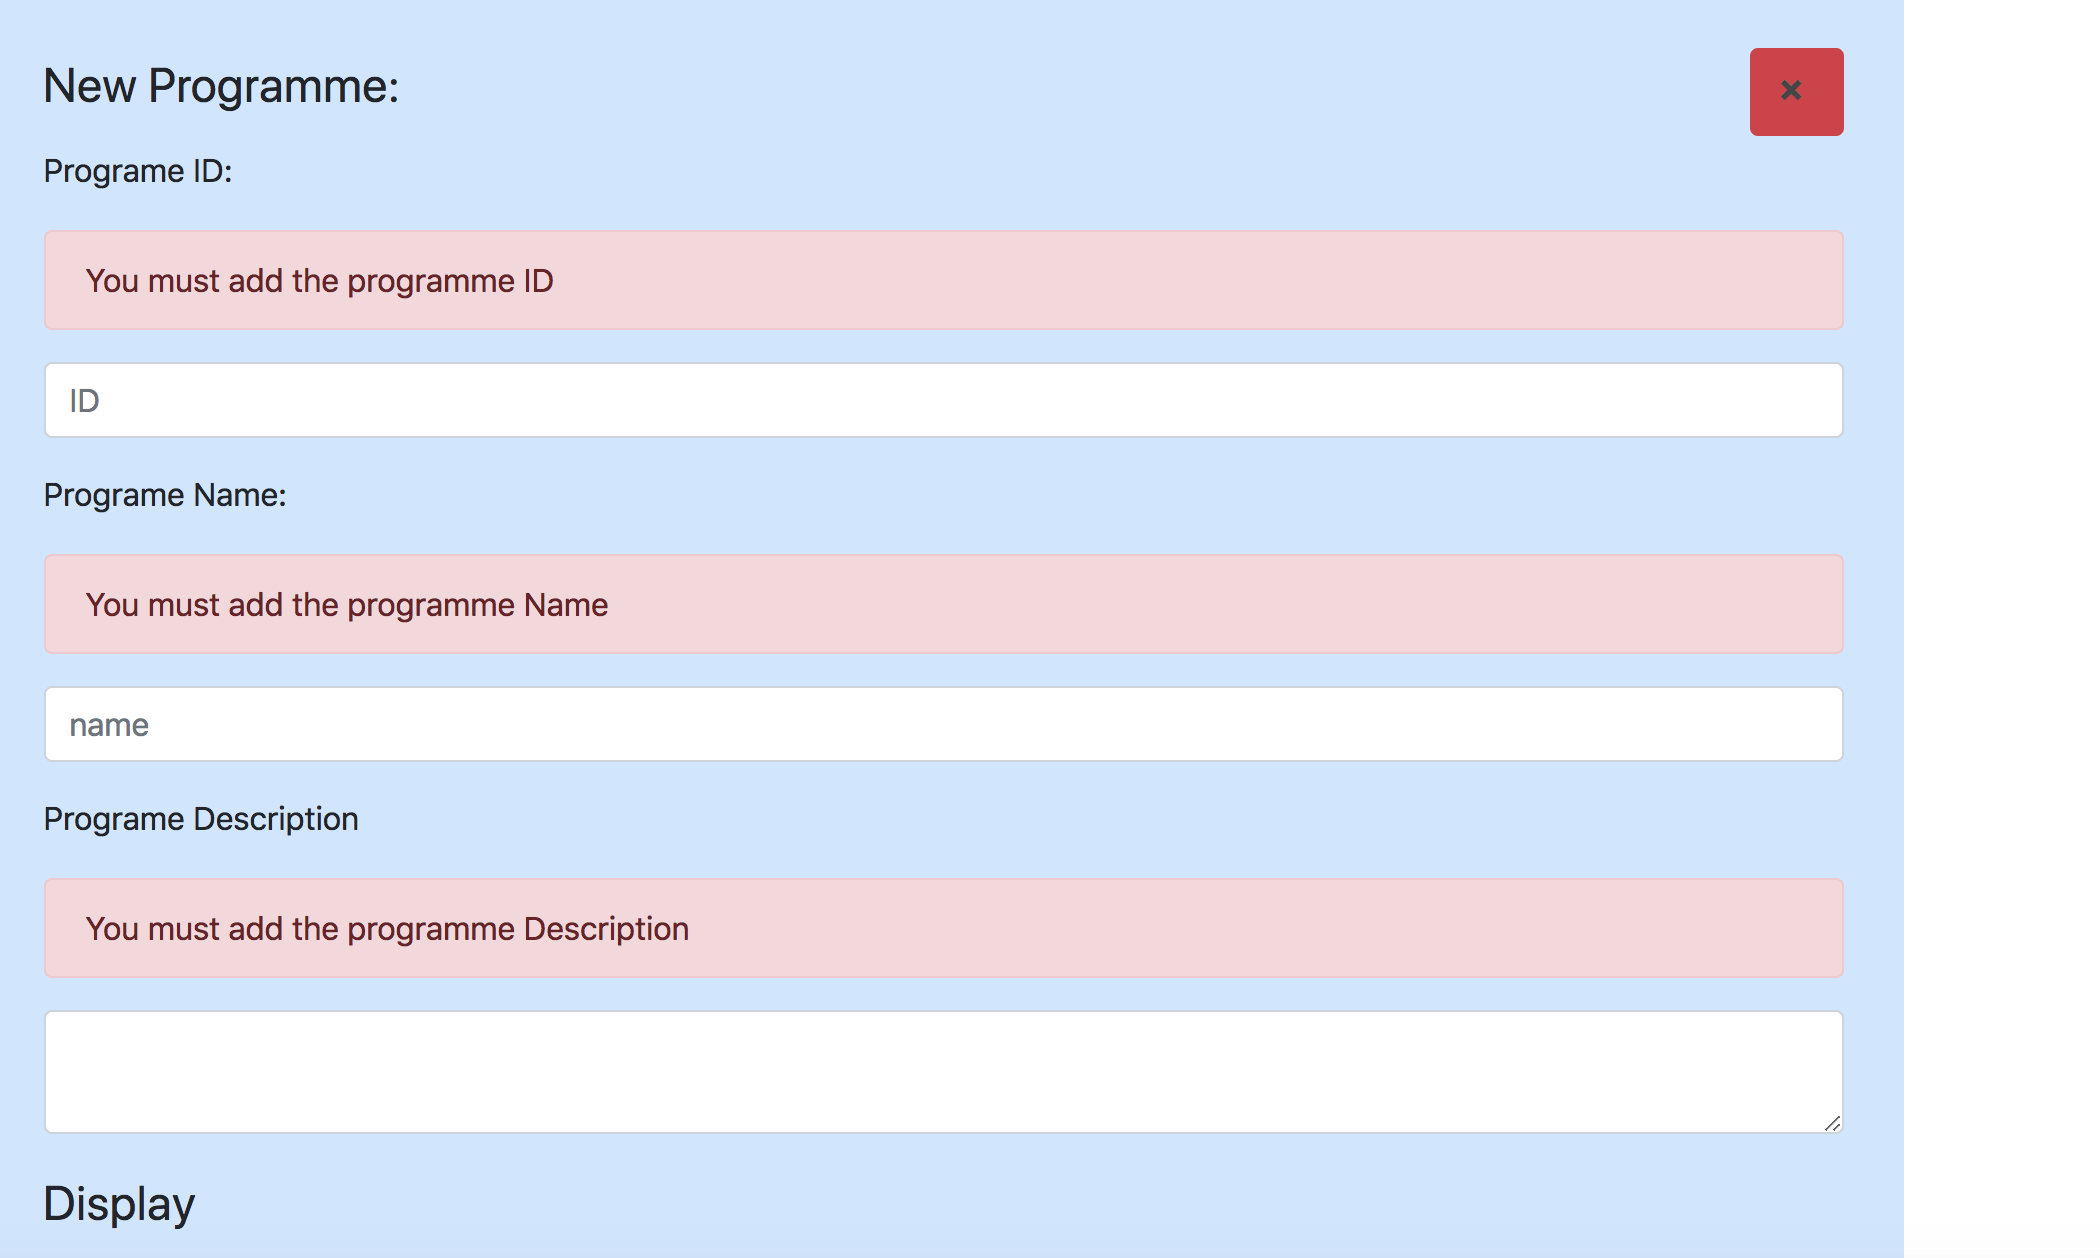 New Programme:
Programe ID:
You must add the programme ID
ID
Programe Name:
You must add the programme Name
name
Programe Description
You must add the programme Description
Display